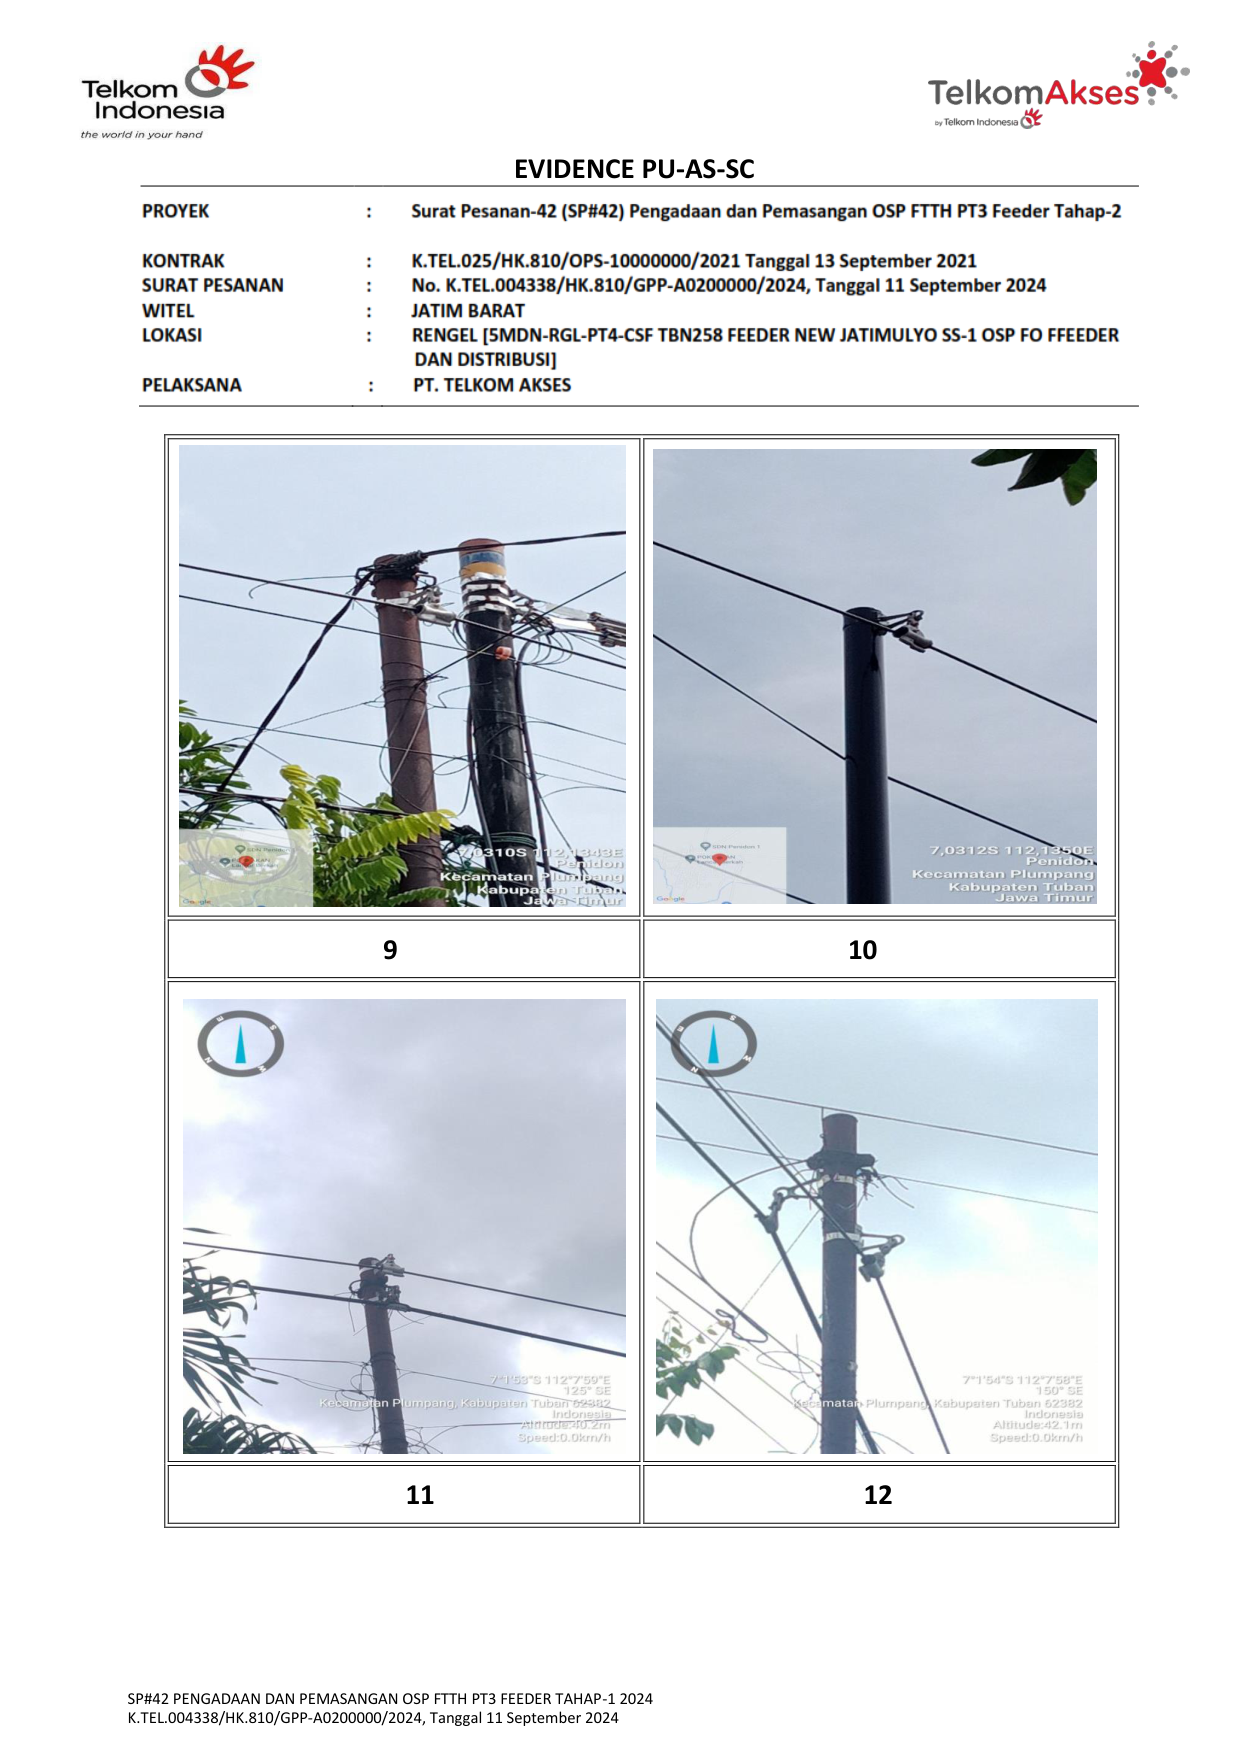 Telkom
Indonesia
the world in your hand
TelkomAkses
by Telkom Indonesia
EVIDENCE PU-AS-SC
PROYEK : Surat Pesanan-42 (SP#42) Pengadaan dan Pemasangan OSP FTTH PT3 Feeder Tahap-2
KONTRAK : K.TEL.025/HK.810/OPS-10000000/2021 Tanggal 13 September 2021
SURAT PESANAN : No. K.TEL.004338/HK.810/GPP-A0200000/2024, Tanggal 11 September 2024
WITEL : JATIM BARAT
LOKASI : RENGEL [5MDN-RGL-PT4-CSF TBN258 FEEDER NEW JATIMULYO SS-1 OSP FO FFEEDER
DAN DISTRIBUSI]
PELAKSANA : PT. TELKOM AKSES
SDN Penidon 1
Google
7,0310S 112,1343E
Penidon
Kecamatan Plumpang
Kabupaten Tuban
Jawa Timur
SDN Penidon 1
Google
7,0312S 112,1350E
Penidon
Kecamatan Plumpang
Kabupaten Tuban
Jawa Timur
9
10
E S
N W
7°1'53"S 112°7'59"E
125° SE
Kecamatan Plumpang, Kabupaten Tuban 62382
Indonesia
Altitude:40.2m
Speed:0.0km/h
E S
N W
7°1'54"S 112°7'58"E
150° SE
Kecamatan Plumpang, Kabupaten Tuban 62382
Indonesia
Altitude:42.1m
Speed:0.0km/h
11
12
SP#42 PENGADAAN DAN PEMASANGAN OSP FTTH PT3 FEEDER TAHAP-1 2024
K.TEL.004338/HK.810/GPP-A0200000/2024, Tanggal 11 September 2024